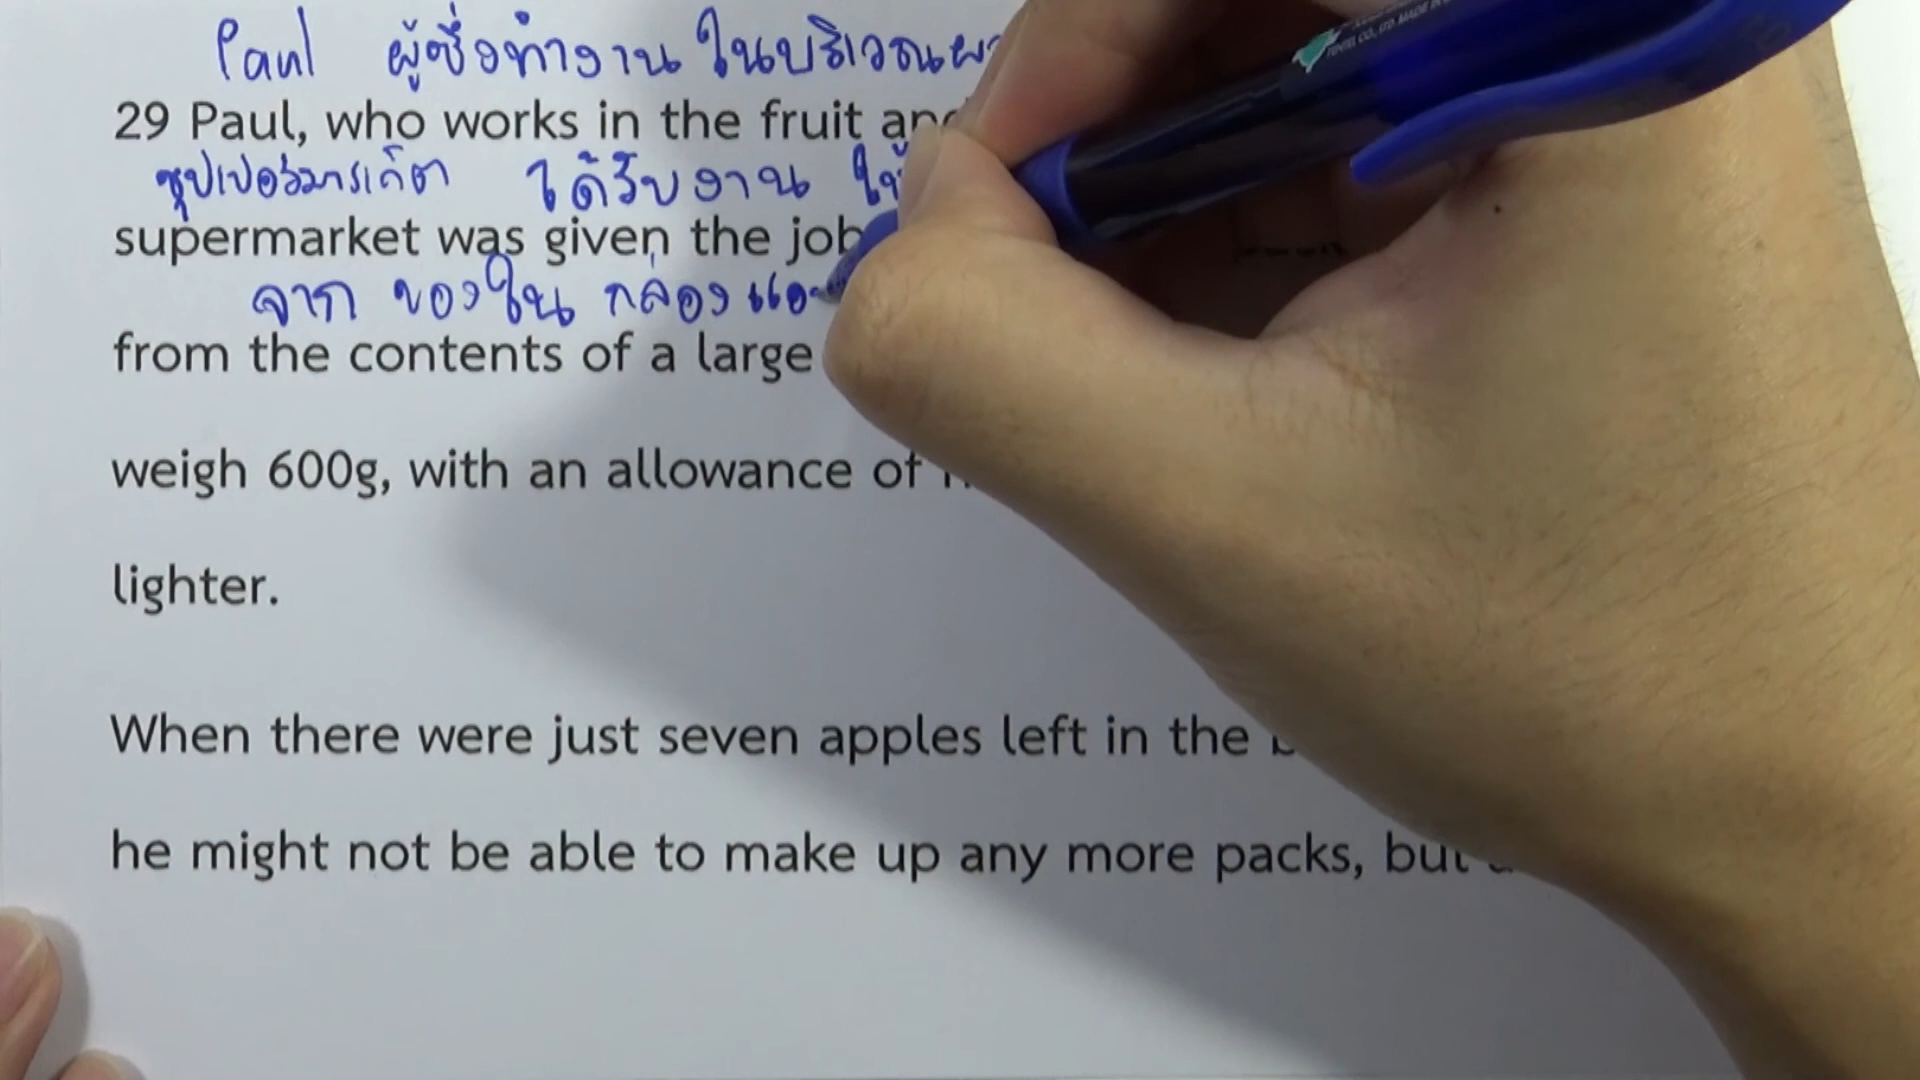 Paul ผู้ซึ่งทำงาน ในบริเวณผ
29 Paul, who works in the fruit and
ซุปเปอร์มาร์เก็ต ได้รับงาน ให้
supermarket was given the job
จาก ของใน กล่อง
from the contents of a large
weigh 600g, with an allowance of
lighter.
When there were just seven apples left in the
he might not be able to make up any more packs, but